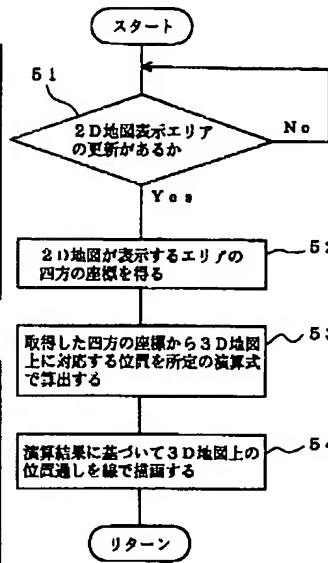 スタート
51
2D地図表示エリア
の更新があるか
No
Yes
2D地図が表示するエリアの
四方の座標を得る
52
取得した四方の座標から3D地図
上に対応する位置を所定の演算式
で算出する
53
演算結果に基づいて3D地図上の
位置通しを線で描画する
54
リターン